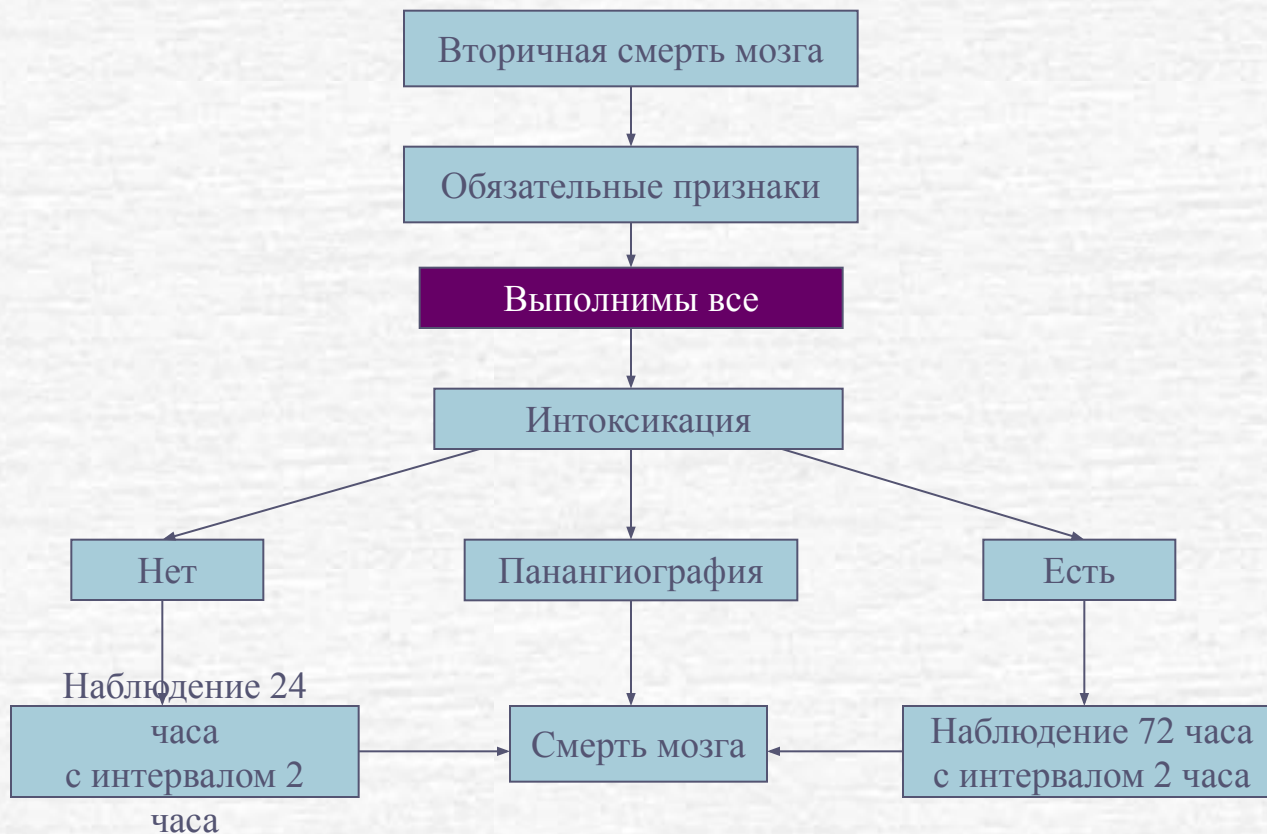 Вторичная смерть мозга
Обязательные признаки
Выполнимы все
Интоксикация
Нет
Панангиография
Есть
Наблюдение 24
часа
с интервалом 2
часа
Смерть мозга
Наблюдение 72 часа
с интервалом 2 часа